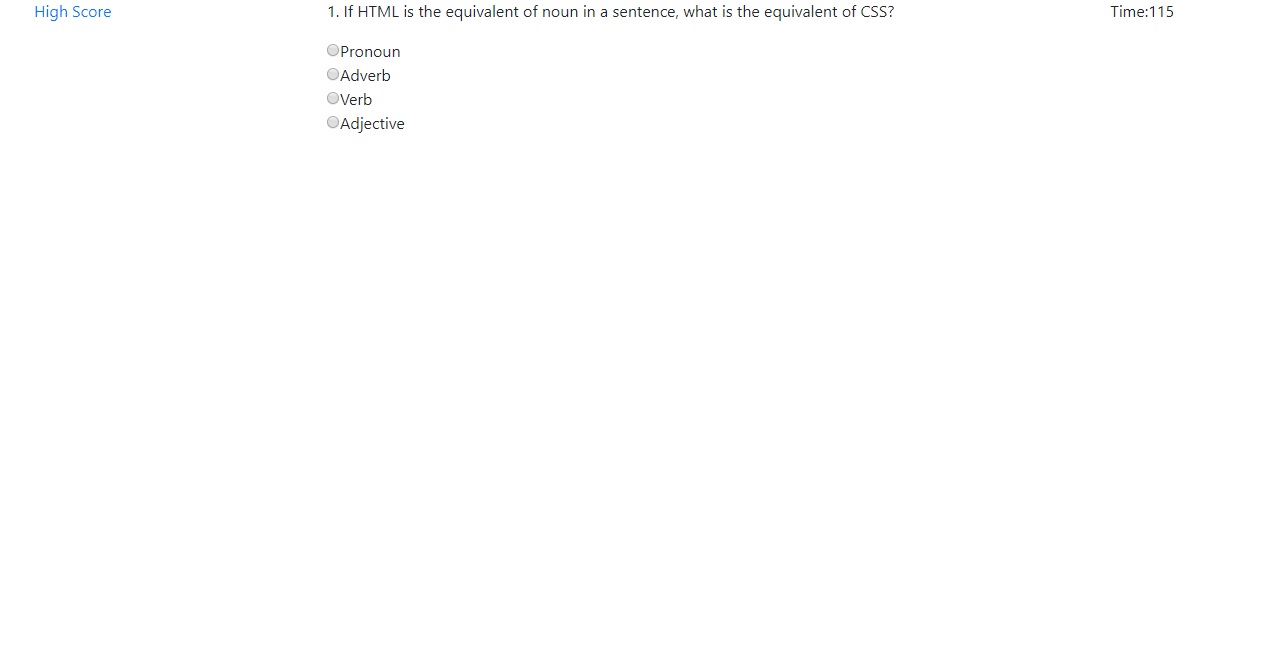 High Score
1. If HTML is the equivalent of noun in a sentence, what is the equivalent of CSS?
Time:115
Pronoun
Adverb
Verb
Adjective